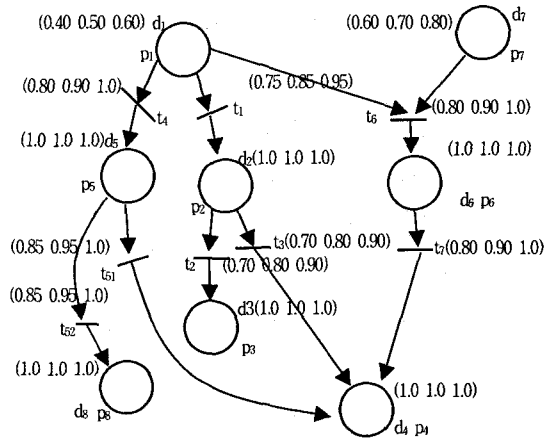 (0.40 0.50 0.60) d₁
p₁
(0.60 0.70 0.80) d₇
p₇
(0.80 0.90 1.0)
t₄
t₁
(0.75 0.85 0.95)
t₆
(0.80 0.90 1.0)
(1.0 1.0 1.0)d₅
p₅
d₂(1.0 1.0 1.0)
p₂
(1.0 1.0 1.0)
d₆ p₆
(0.85 0.95 1.0)
t₅₁
t₂
(0.70 0.80 0.90)
t₃(0.70 0.80 0.90)
t₇(0.80 0.90 1.0)
(0.85 0.95 1.0)
t₅₂
d3(1.0 1.0 1.0)
p₃
(1.0 1.0 1.0)
d₈ p₈
(1.0 1.0 1.0)
d₄ p₄